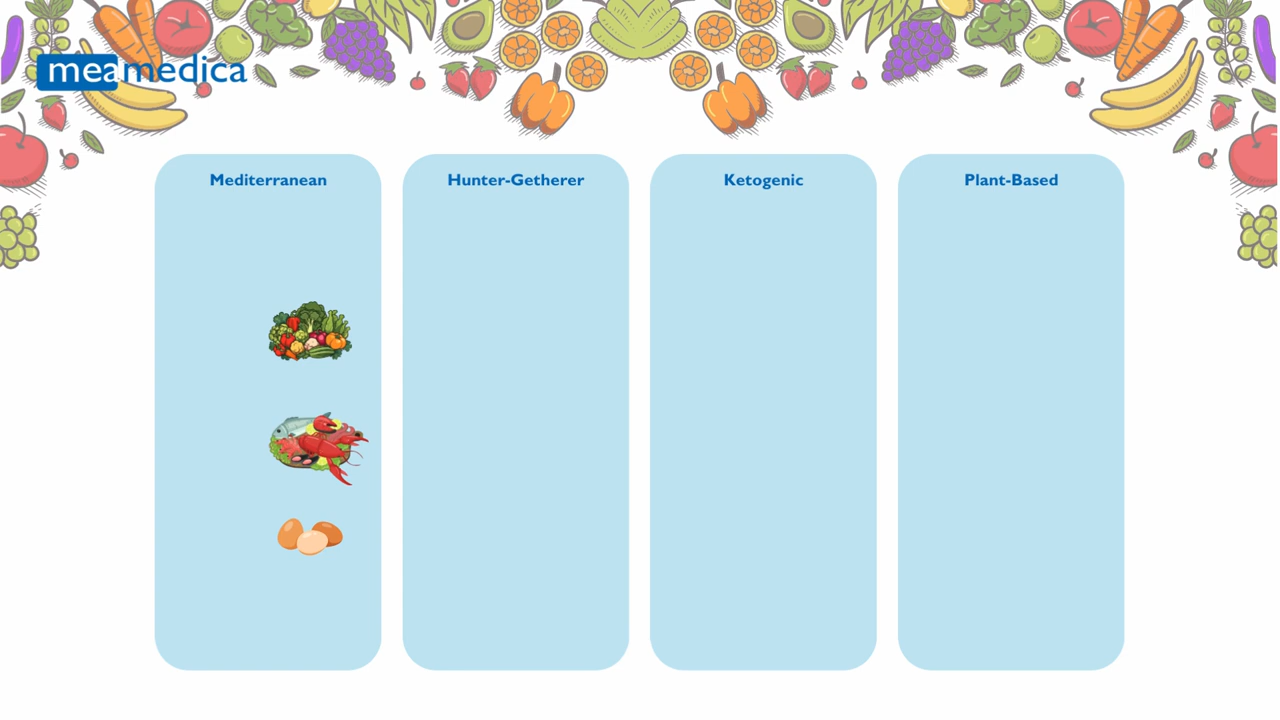 meamedica
Mediterranean
Hunter-Getherer
Ketogenic
Plant-Based